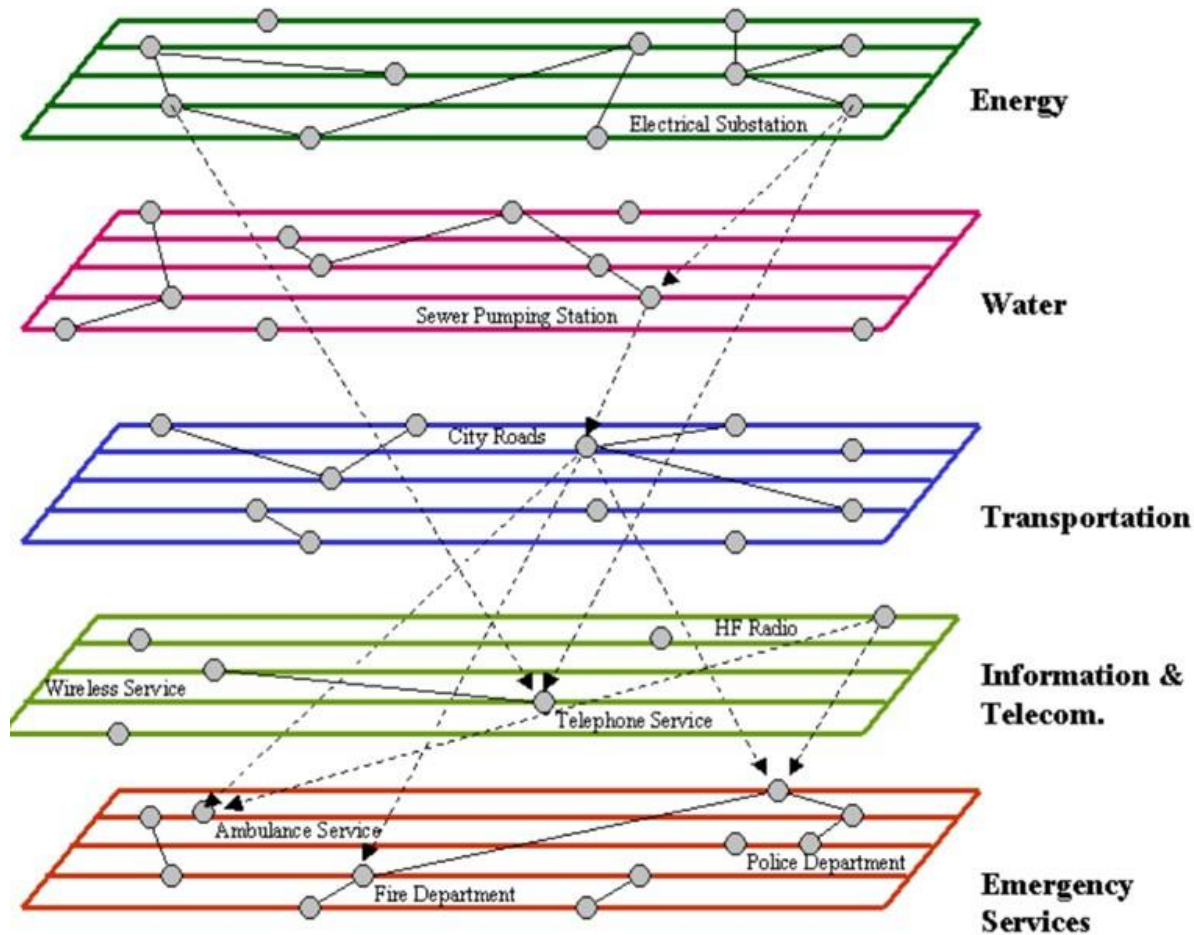 Energy
Electrical Substation
Water
Sewer Pumping Station
City Roads
Transportation
HF Radio
Wireless Service
Information &
Telecom.
Telephone Service
Ambulance Service
Police Department
Fire Department
Emergency
Services